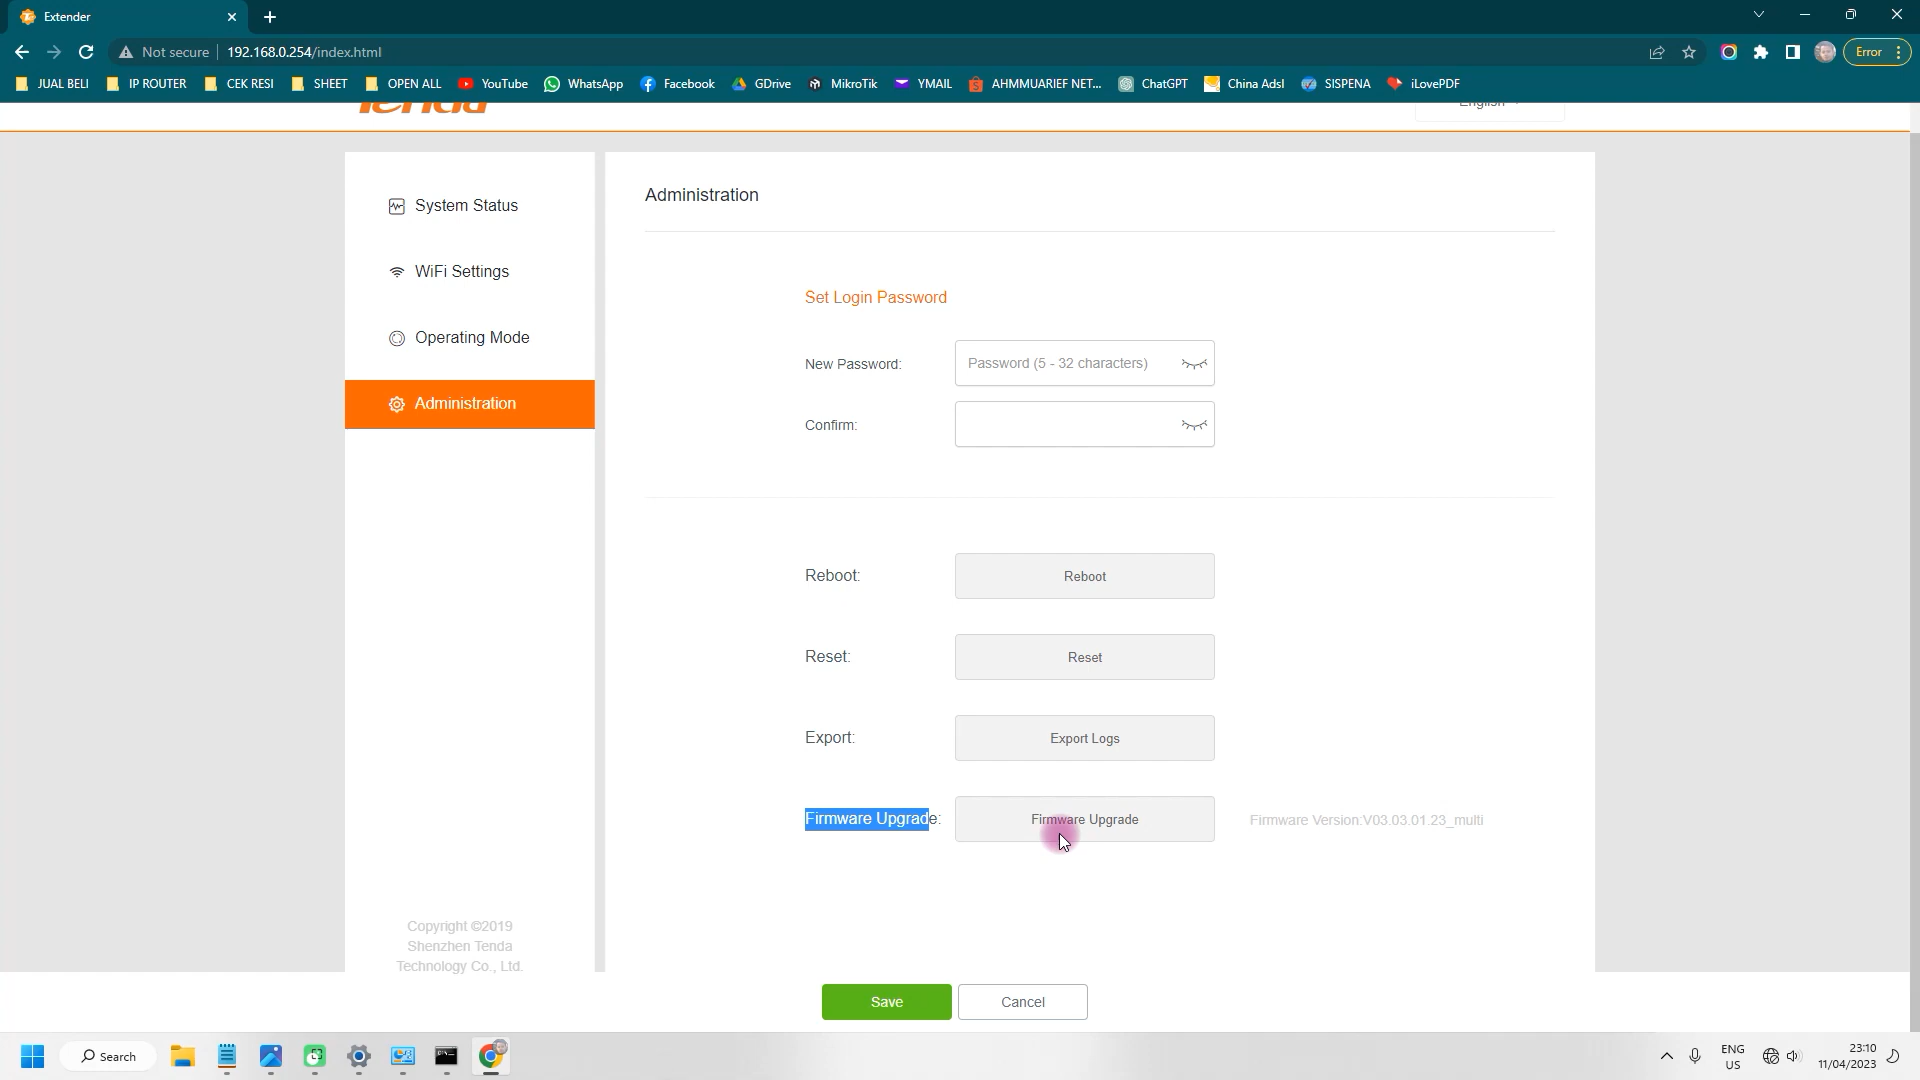 Extender
Not secure
192.168.0.254/index.html
Error
JUAL BELI
IP ROUTER
CEK RESI
SHEET
OPEN ALL
YouTube
WhatsApp
Facebook
GDrive
MikroTik
YMAIL
AHMMUARIEF NET...
ChatGPT
China Adsl
SISPENA
iLovePDF
Tenda
English
System Status
WiFi Settings
Operating Mode
Administration
Copyright ©2019
Shenzhen Tenda
Technology Co., Ltd.
Administration
Set Login Password
New Password:
Password (5 - 32 characters)
Confirm:
Reboot:
Reboot
Reset:
Reset
Export:
Export Logs
Firmware Upgrade:
Firmware Upgrade
Firmware Version:V03.03.01.23_multi
Save
Cancel
Search
ENG
US
23:10
11/04/2023